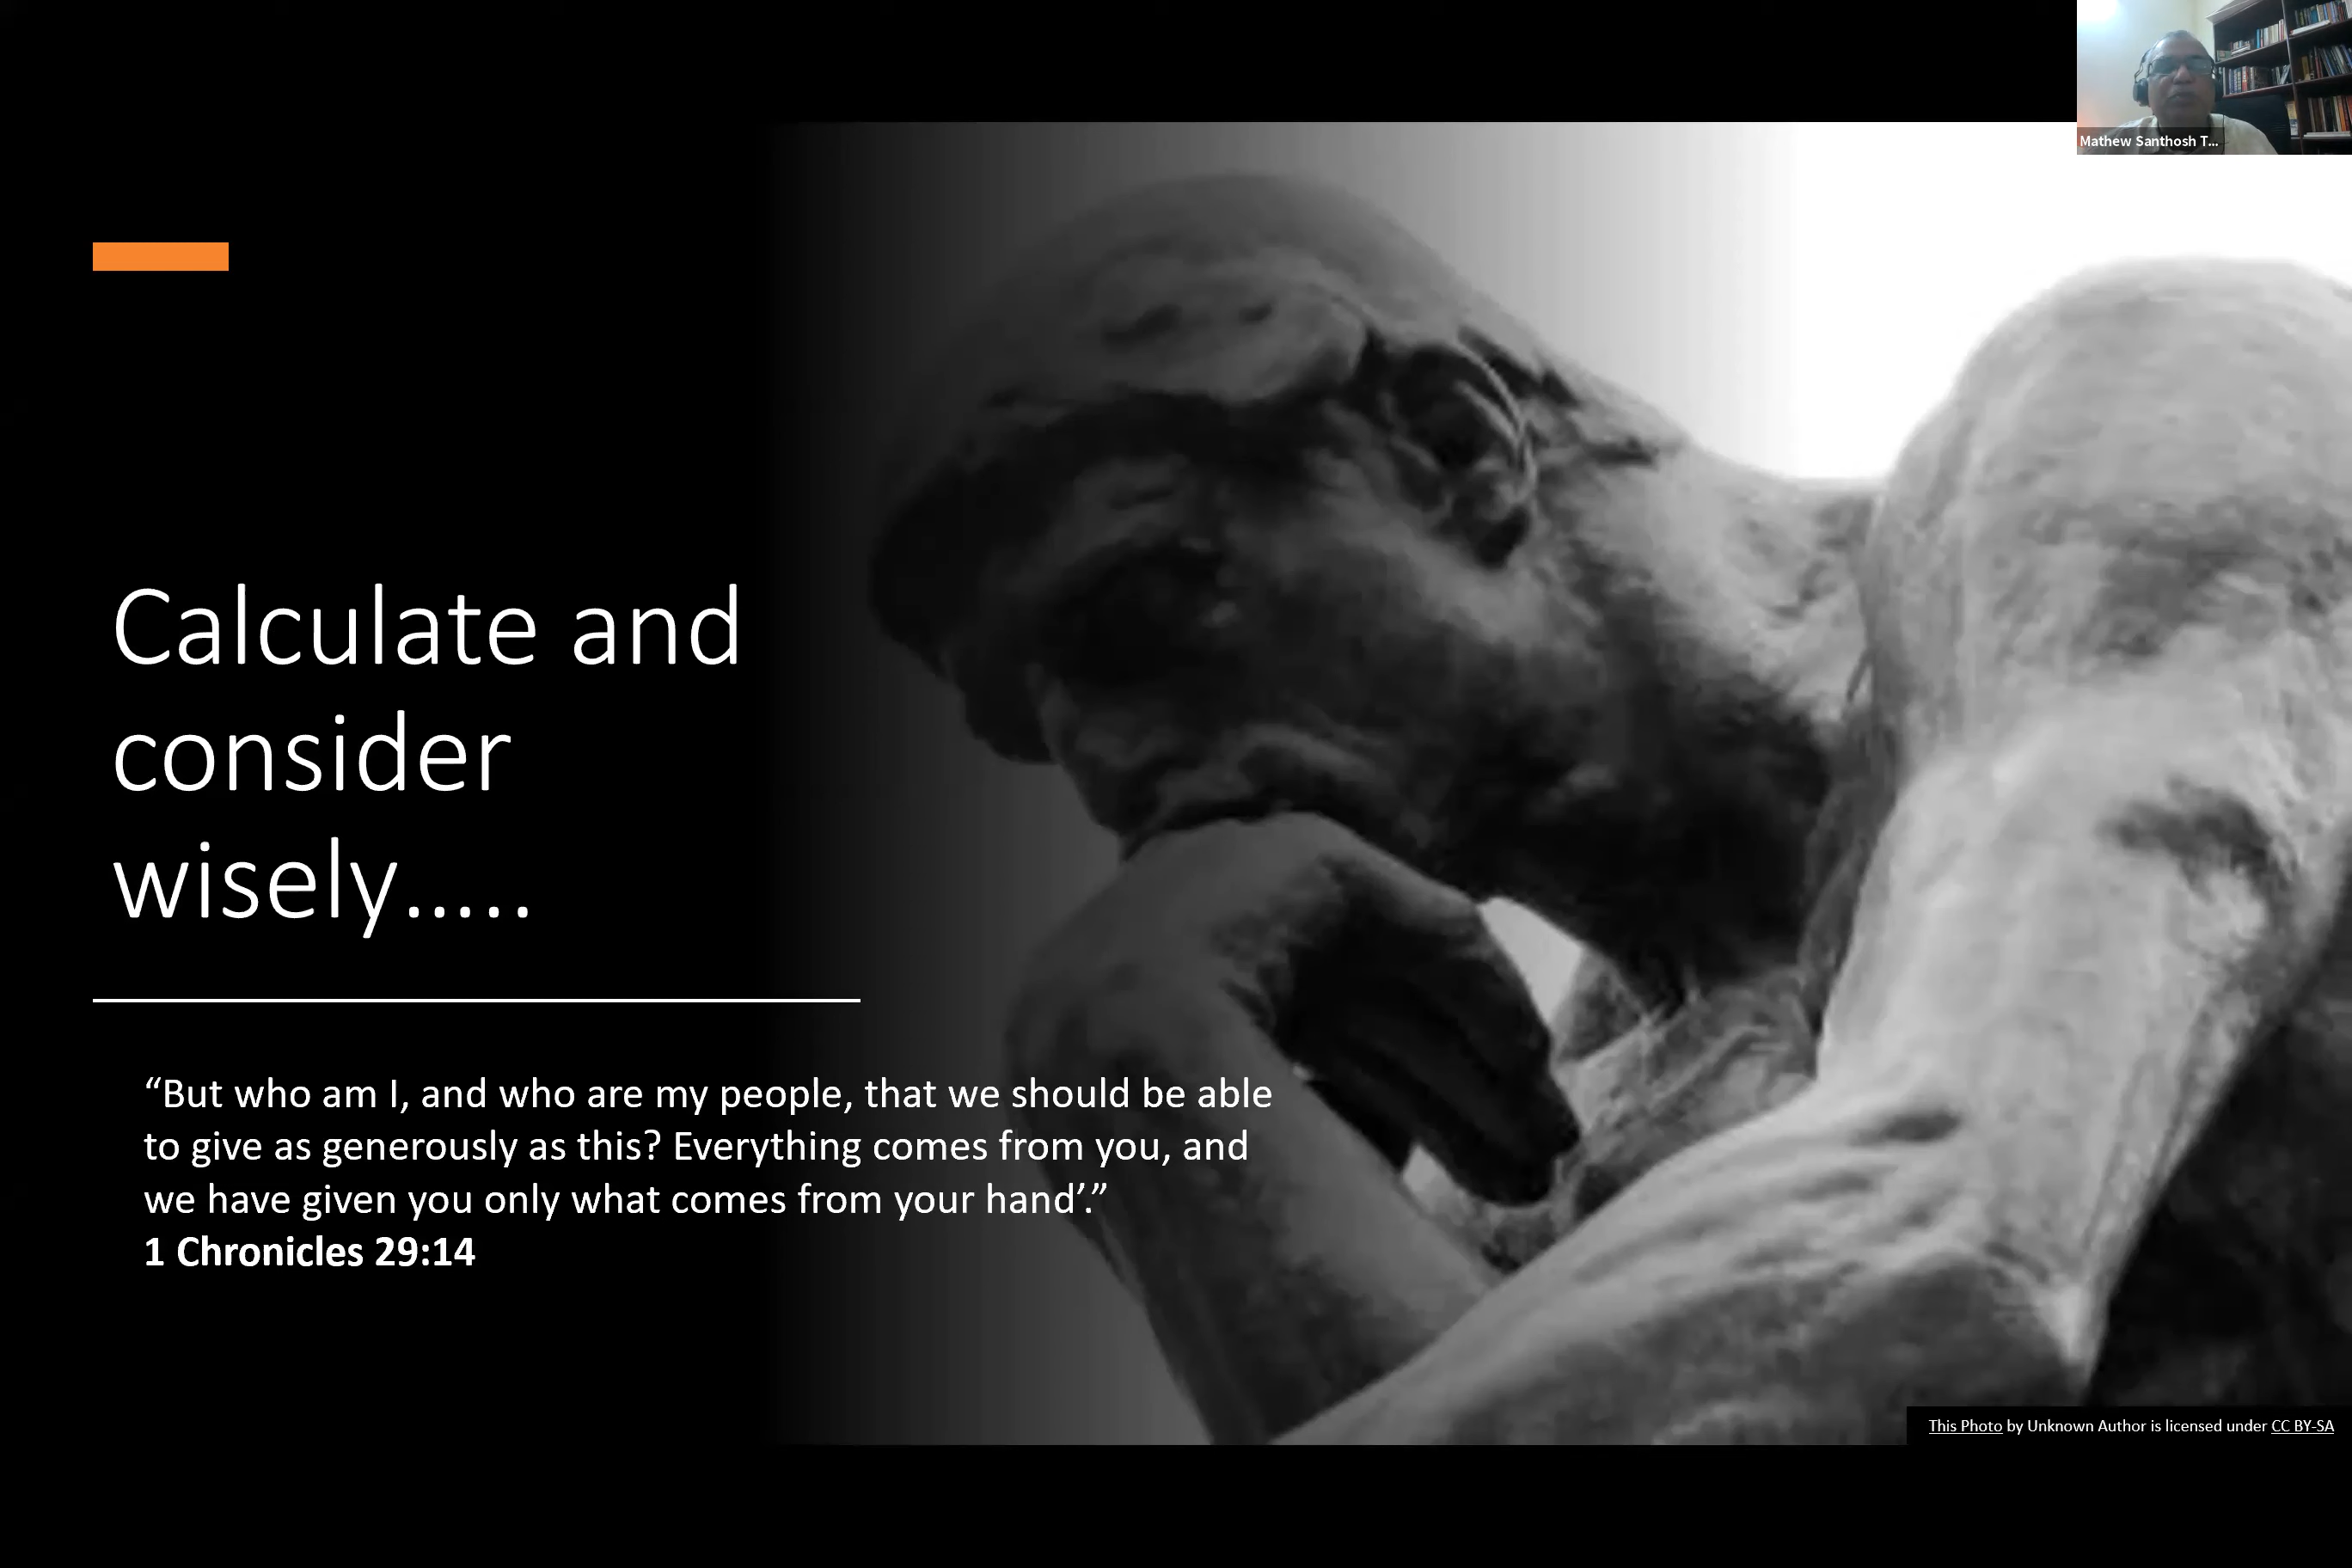 Mathew Santhosh T...
Calculate and
consider
wisely.....
“But who am I, and who are my people, that we should be able
to give as generously as this? Everything comes from you, and
we have given you only what comes from your hand’.”
1 Chronicles 29:14
This Photo by Unknown Author is licensed under CC BY-SA